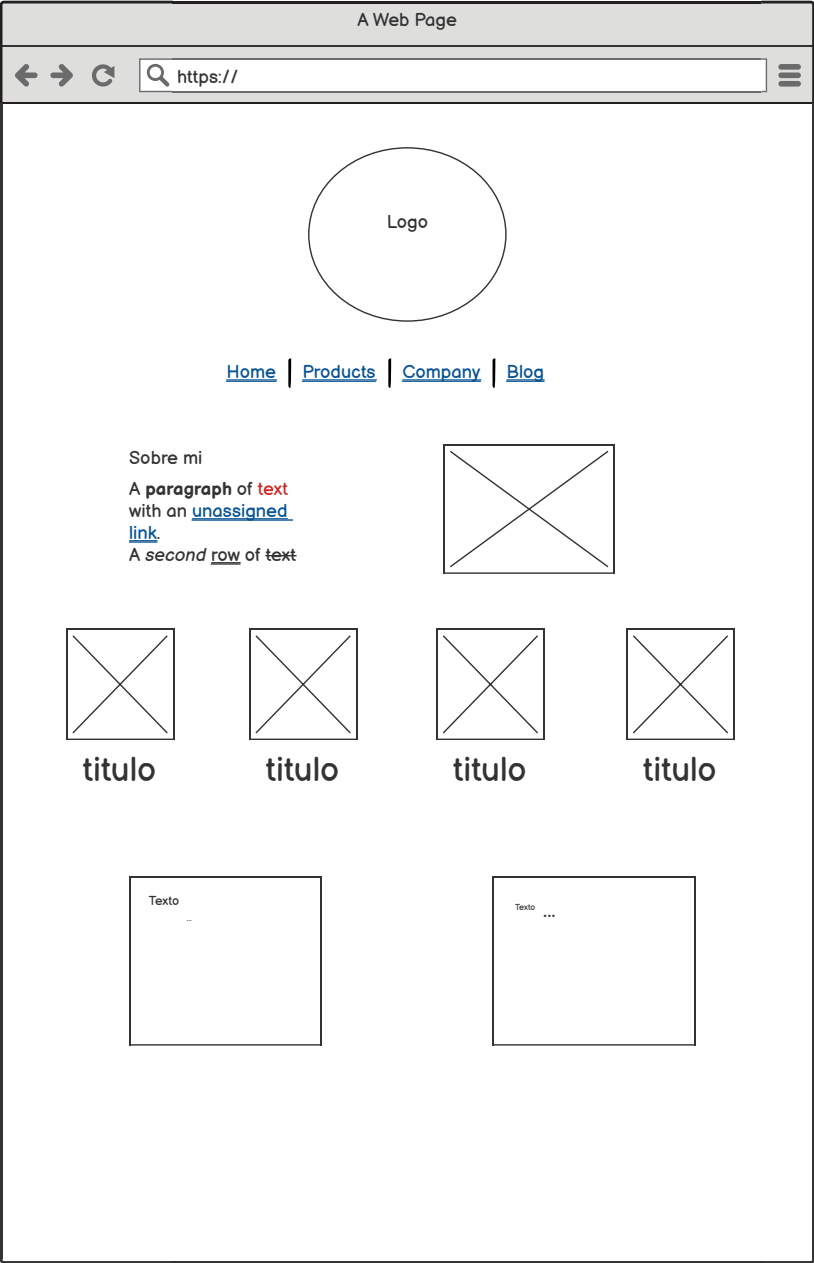 A Web Page
https://
Logo
Home Products Company Blog
Sobre mi
A paragraph of text
with an unassigned
link.
A second row of text
titulo titulo titulo titulo
Texto
...
Texto
...